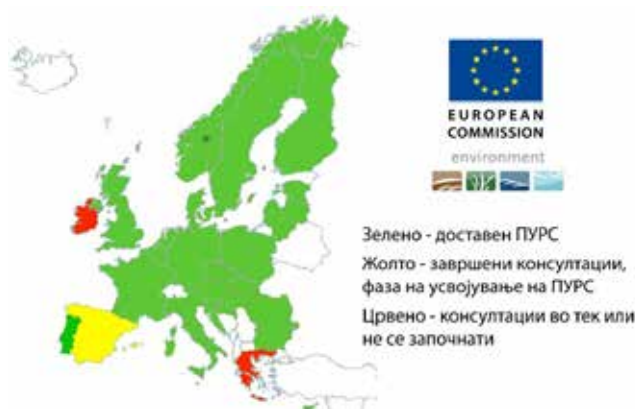 EUROPEAN
COMMISSION
environment
Зелено - доставен ПУРС
Жолто - завршени консултации,
фаза на усвојување на ПУРС
Црвено - консултации во тек или
не се започнати